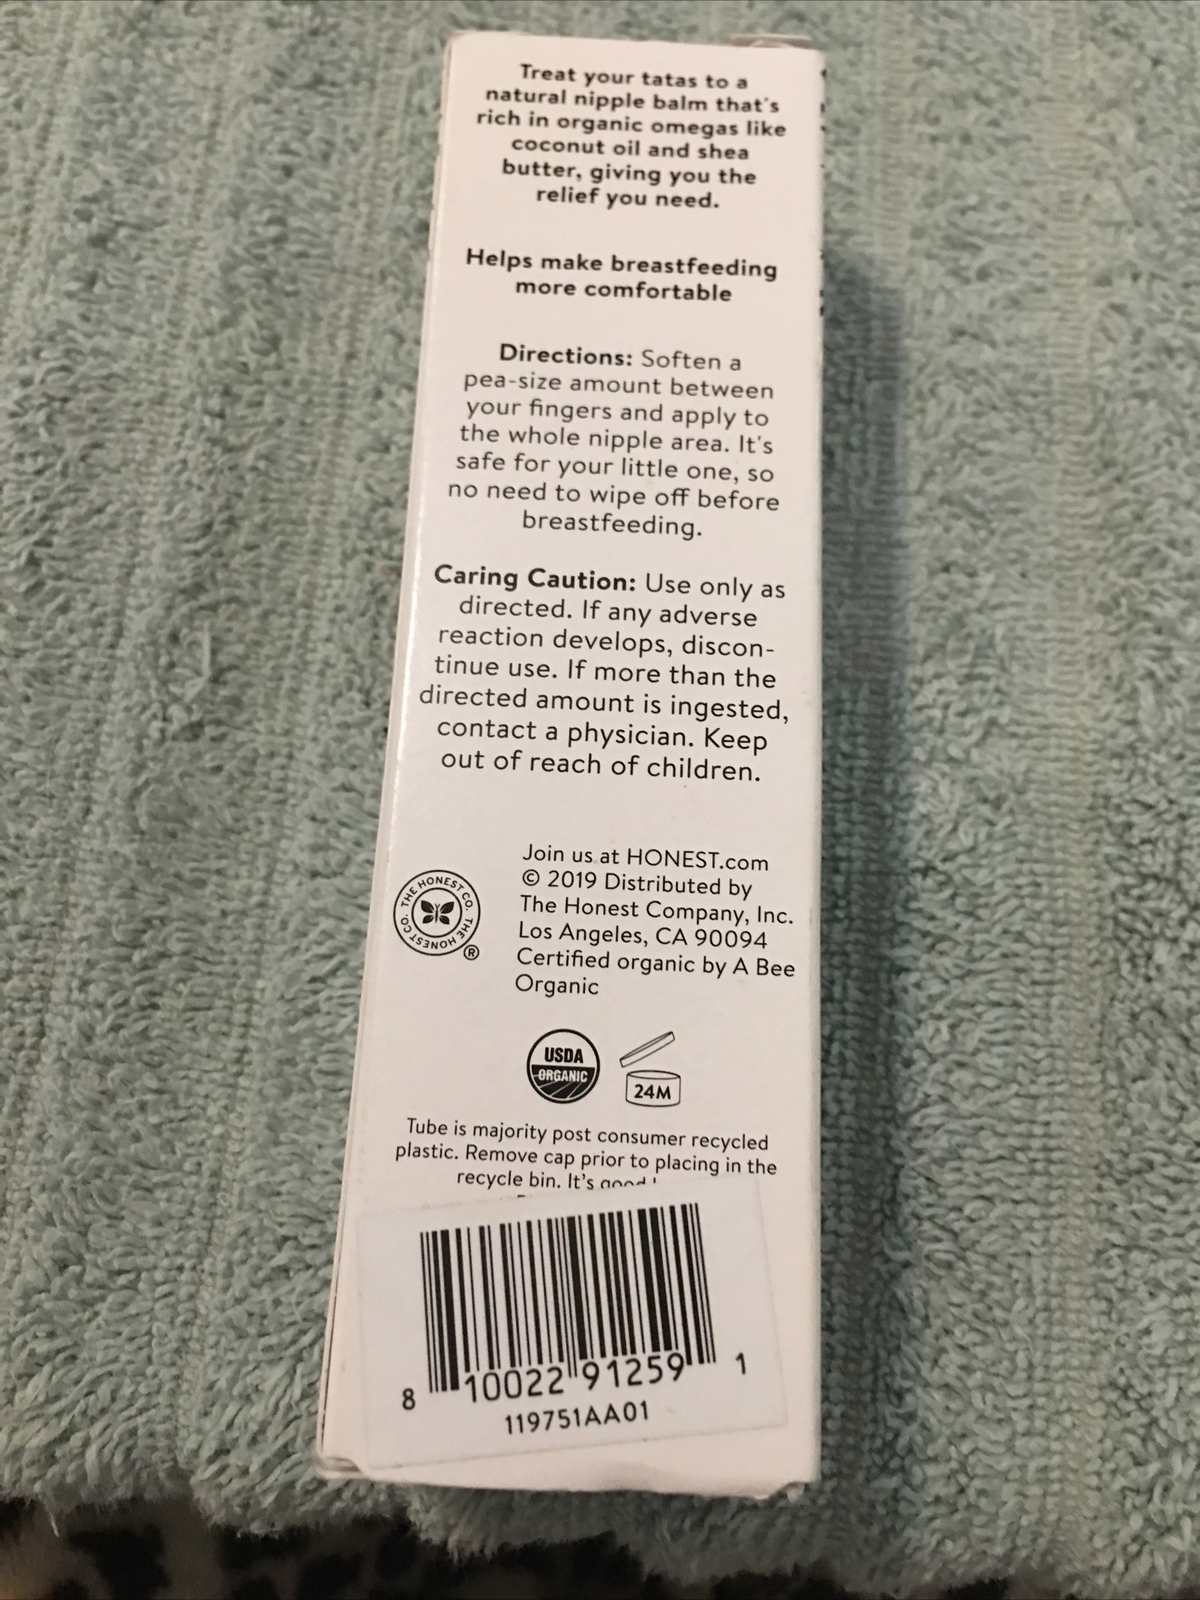 Treat your tatas to a
natural nipple balm that's
rich in organic omegas like
coconut oil and shea
butter, giving you the
relief you need.
Helps make breastfeeding
more comfortable
Directions: Soften a
pea-size amount between
your fingers and apply to
the whole nipple area. It's
safe for your little one, so
no need to wipe off before
breastfeeding.
Caring Caution: Use only as
directed. If any adverse
reaction develops, discon-
tinue use. If more than the
directed amount is ingested,
contact a physician. Keep
out of reach of children.
THE HONEST CO. THE HONEST CO.
®
Join us at HONEST.com
© 2019 Distributed by
The Honest Company, Inc.
Los Angeles, CA 90094
Certified organic by A Bee
Organic
USDA
ORGANIC
24M
Tube is majority post consumer recycled
plastic. Remove cap prior to placing in the
recycle bin. It's good
8 10022 91259 1
119751AA01